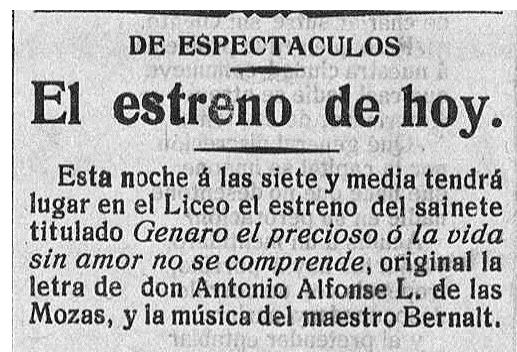 DE ESPECTACULOS
El estreno de hoy.
Esta noche á las siete y media tendrá
lugar en el Liceo el estreno del sainete
titulado Genaro el precioso ó la vida
sin amor no se comprende, original la
letra de don Antonio Alfonse L. de las
Mozas, y la música del maestro Bernalt.